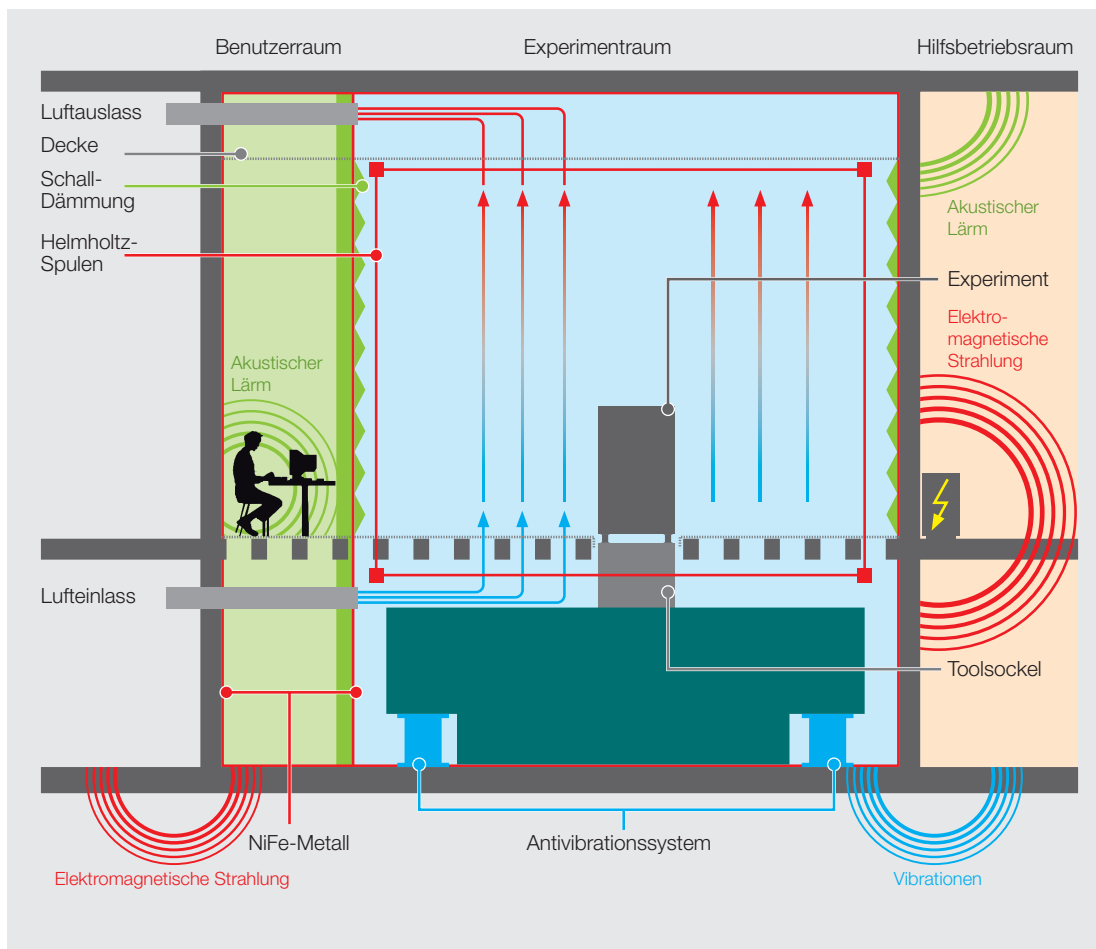 Benutzerraum
Experimentraum
Hilfsbetriebsraum
Luftauslass
Decke
Schall-
Dämmung
Helmholtz-
Spulen
Akustischer
Lärm
Experiment
Elektro-
magnetische
Strahlung
Akustischer
Lärm
Lufteinlass
Toolsockel
NiFe-Metall
Antivibrationssystem
Elektromagnetische Strahlung
Vibrationen